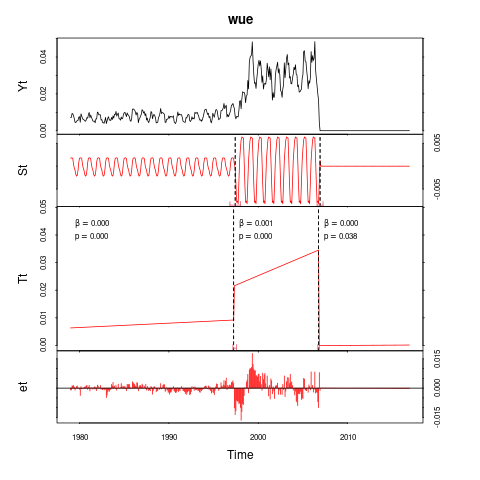 wue
Yt
0.00
0.02
0.04
St
-0.005
0.005
Tt
0.00
0.01
0.02
0.03
0.04
0.05
β = 0.000
p = 0.000
β = 0.001
p = 0.000
β = 0.000
p = 0.038
et
-0.015
0.000
0.015
1980 1990 2000 2010
Time